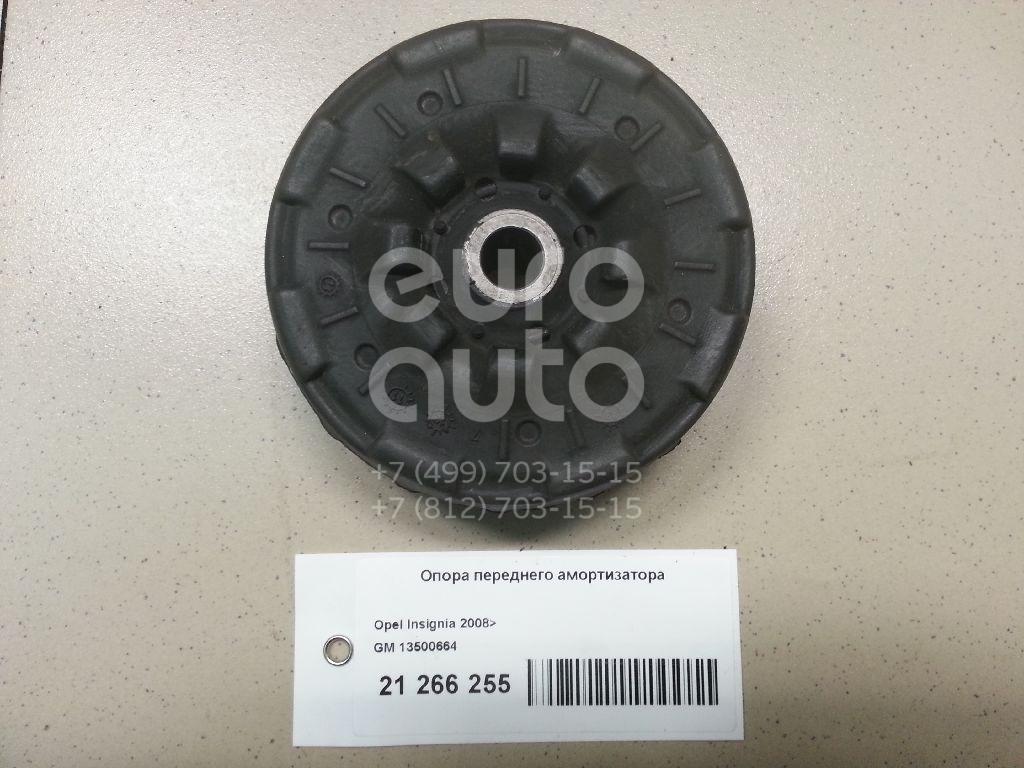 euro
auto
+7 (499) 703-15-15
+7 (812) 703-15-15
Опора переднего амортизатора
Opel Insignia 2008>
GM 13500664
21 266 255